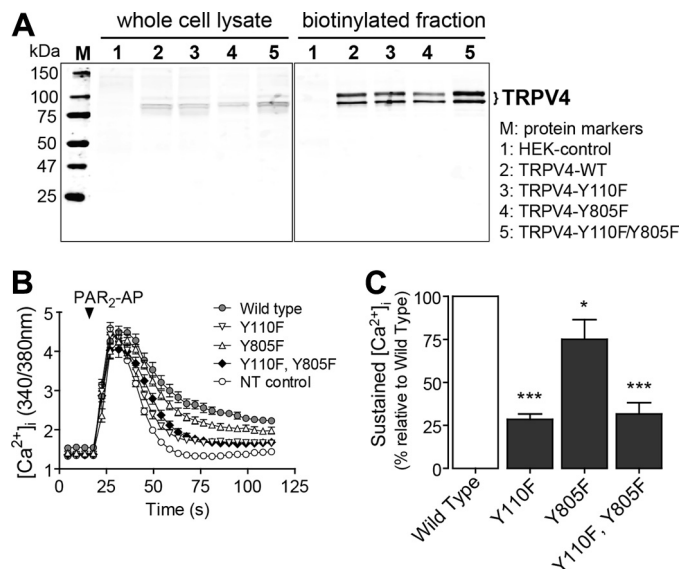 A
whole cell lysate
biotinylated fraction
kDa M 1 2 3 4 5 1 2 3 4 5
150
100
75
50
47
25
} TRPV4
M: protein markers
1: HEK-control
2: TRPV4-WT
3: TRPV4-Y110F
4: TRPV4-Y805F
5: TRPV4-Y110F/Y805F
B
PAR2-AP
[Ca2+]i (340/380nm)
5
4
3
2
1
0 25 50 75 100 125
Time (s)
Wild type
Y110F
Y805F
Y110F, Y805F
NT control
C
Sustained [Ca2+]i
(% relative to Wild Type)
100
75
50
25
0
***
*
***
Wild Type
Y110F
Y805F
Y110F, Y805F